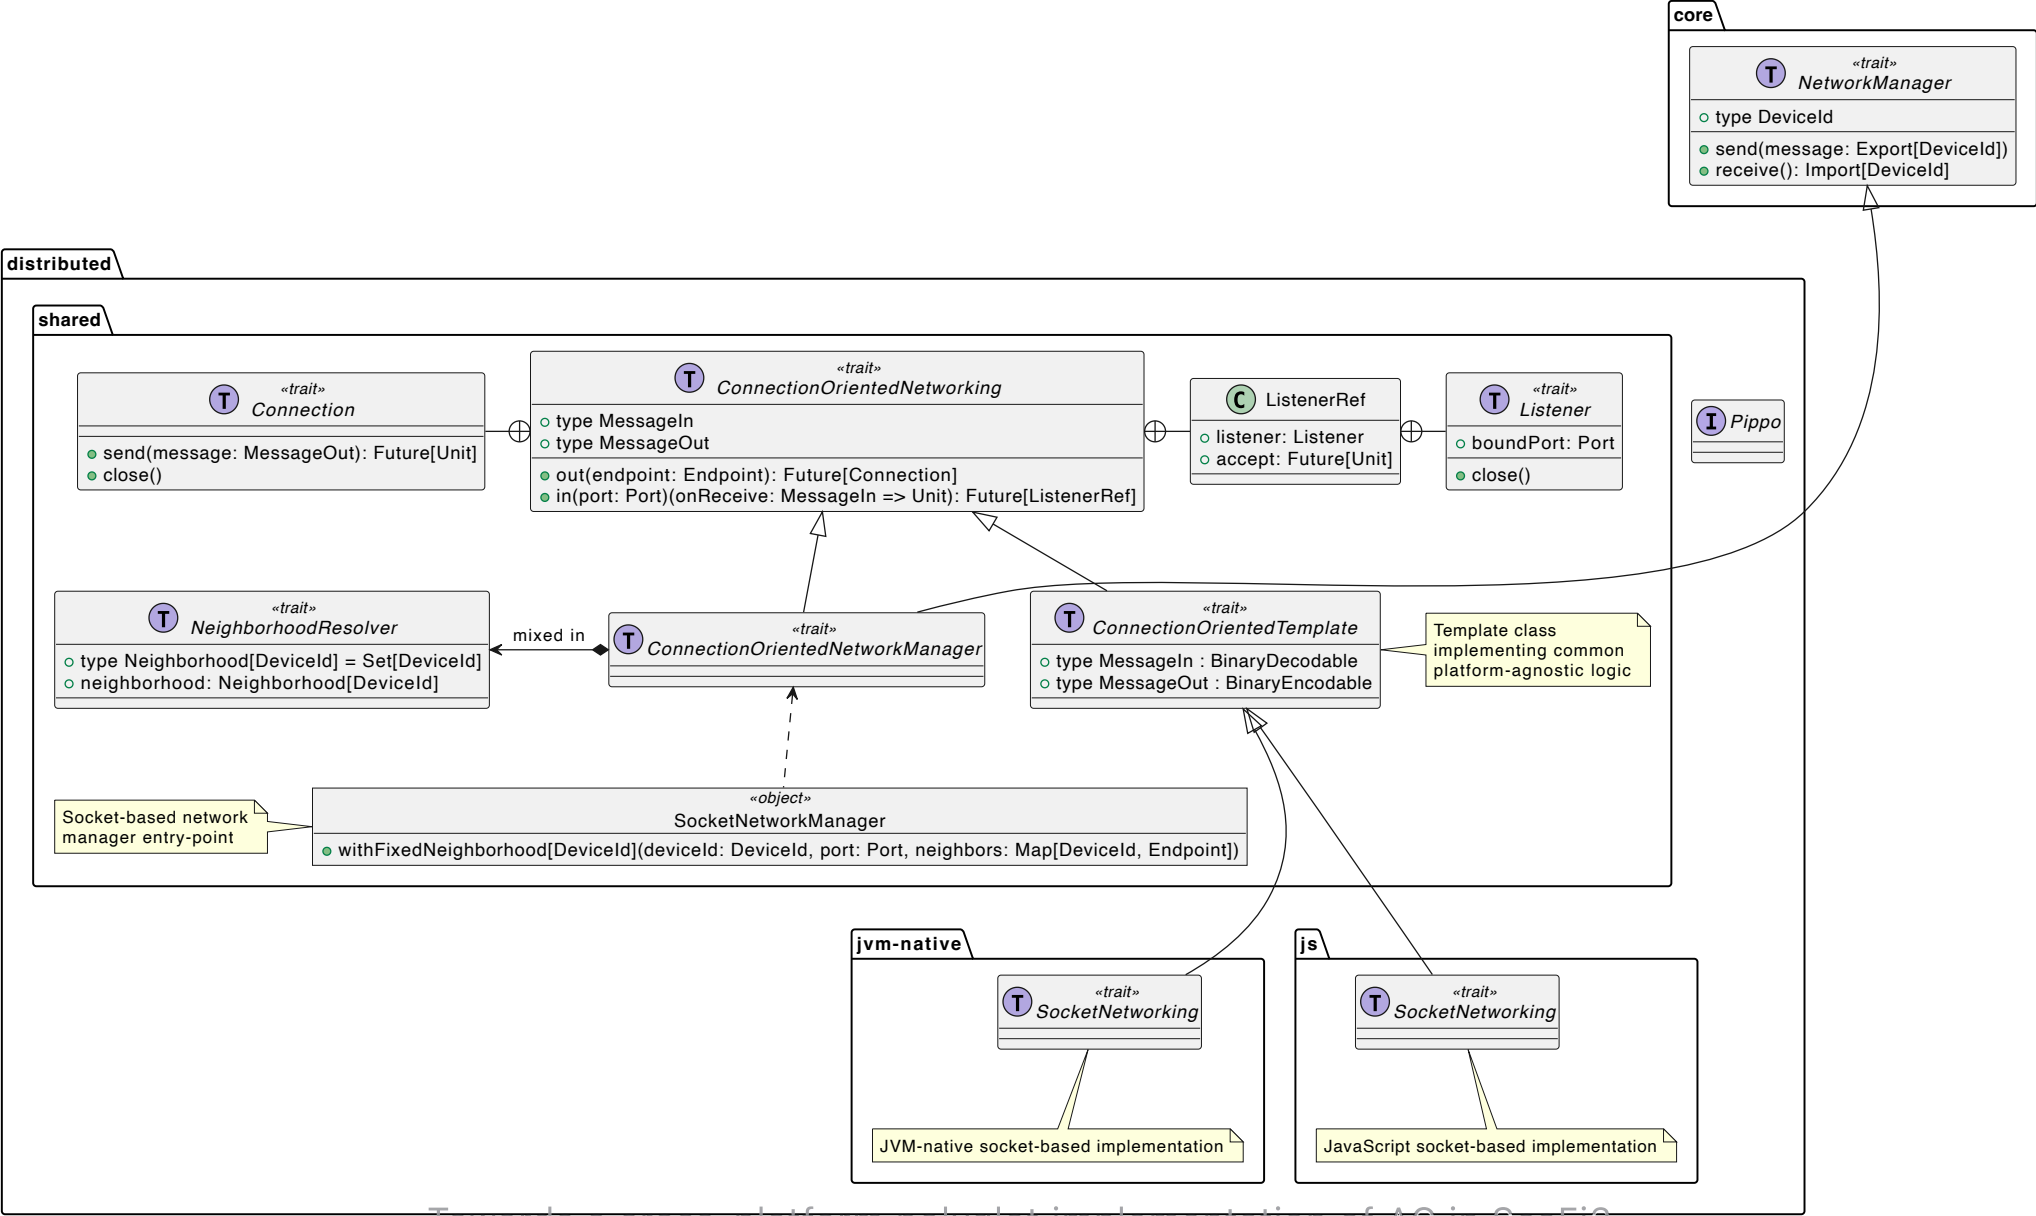 core
«trait»
NetworkManager
type DeviceId
send(message: Export[DeviceId])
receive(): Import[DeviceId]
distributed
shared
«trait»
Connection
send(message: MessageOut): Future[Unit]
close()
«trait»
ConnectionOrientedNetworking
type MessageIn
type MessageOut
out(endpoint: Endpoint): Future[Connection]
in(port: Port)(onReceive: MessageIn => Unit): Future[ListenerRef]
ListenerRef
listener: Listener
accept: Future[Unit]
«trait»
Listener
boundPort: Port
close()
Pippo
«trait»
NeighborhoodResolver
type Neighborhood[DeviceId] = Set[DeviceId]
neighborhood: Neighborhood[DeviceId]
mixed in
«trait»
ConnectionOrientedNetworkManager
«trait»
ConnectionOrientedTemplate
type MessageIn : BinaryDecodable
type MessageOut : BinaryEncodable
Template class
implementing common
platform-agnostic logic
Socket-based network
manager entry-point
«object»
SocketNetworkManager
withFixedNeighborhood[DeviceId](deviceId: DeviceId, port: Port, neighbors: Map[DeviceId, Endpoint])
jvm-native
«trait»
SocketNetworking
JVM-native socket-based implementation
js
«trait»
SocketNetworking
JavaScript socket-based implementation